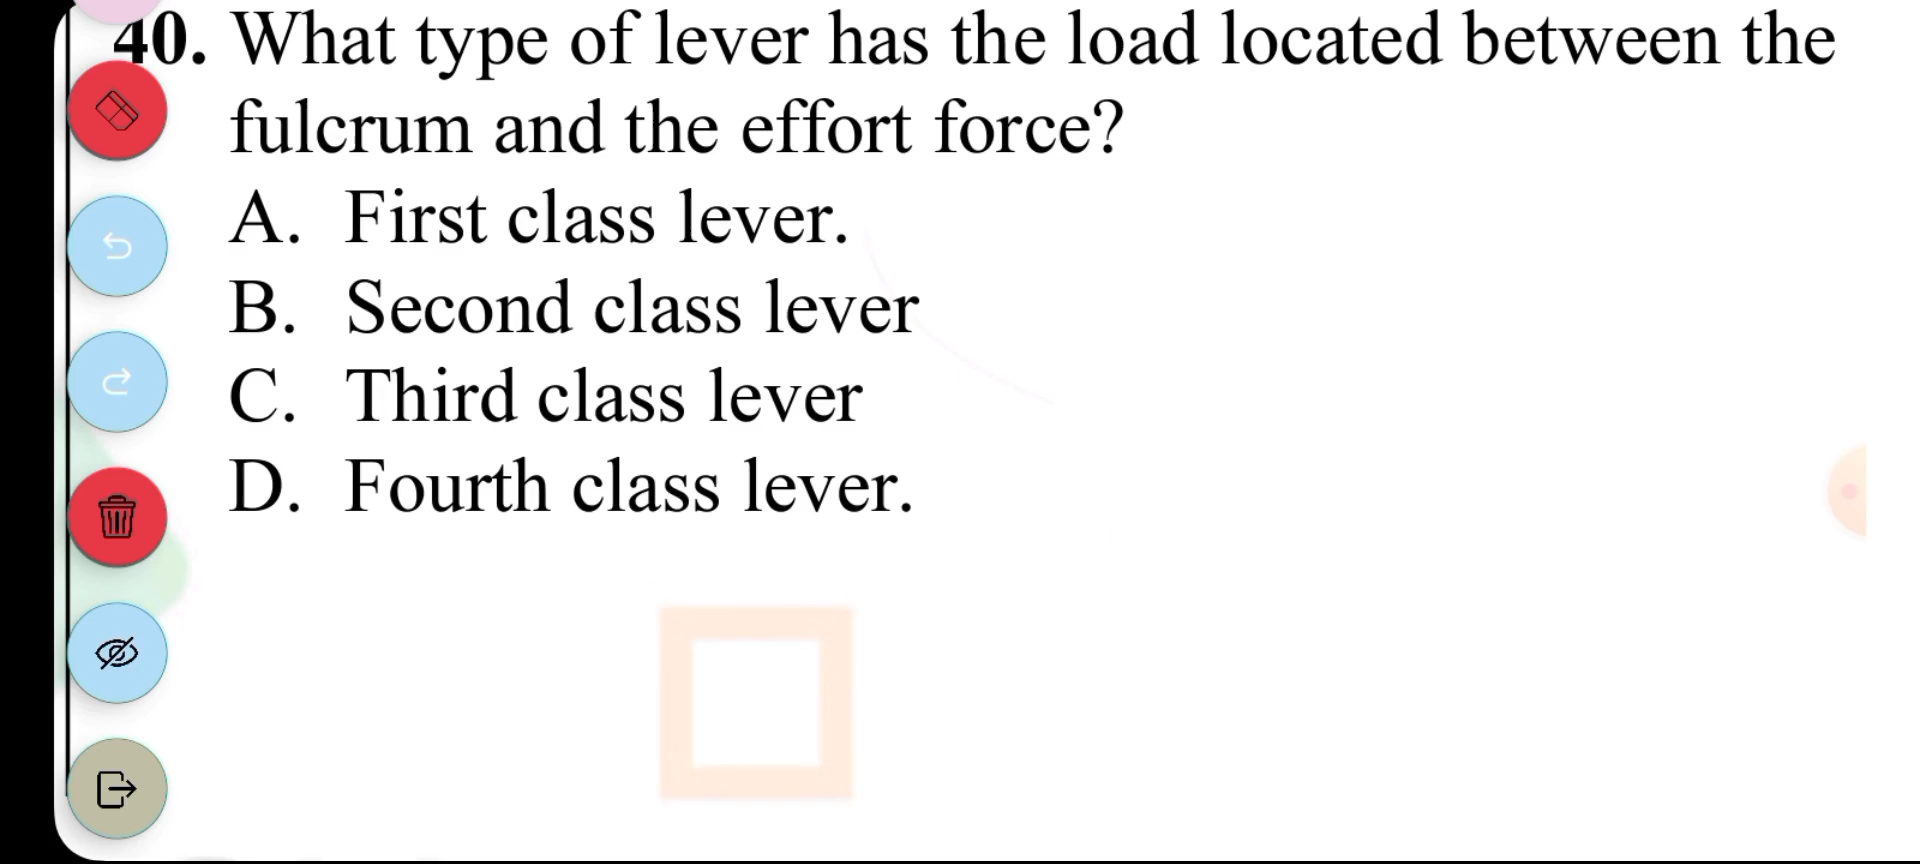 40. What type of lever has the load located between the
fulcrum and the effort force?
A. First class lever.
B. Second class lever
C. Third class lever
D. Fourth class lever.